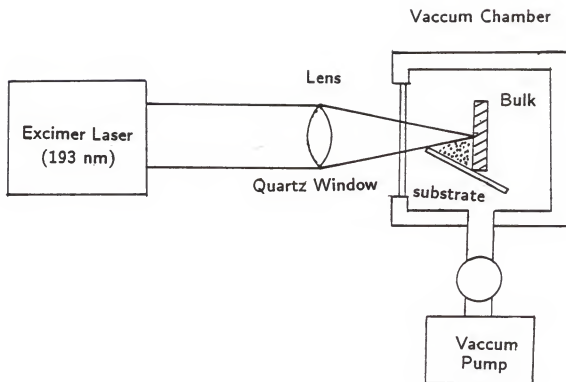 Vaccum Chamber
Lens
Bulk
Excimer Laser
(193 nm)
Quartz Window
substrate
Vaccum
Pump